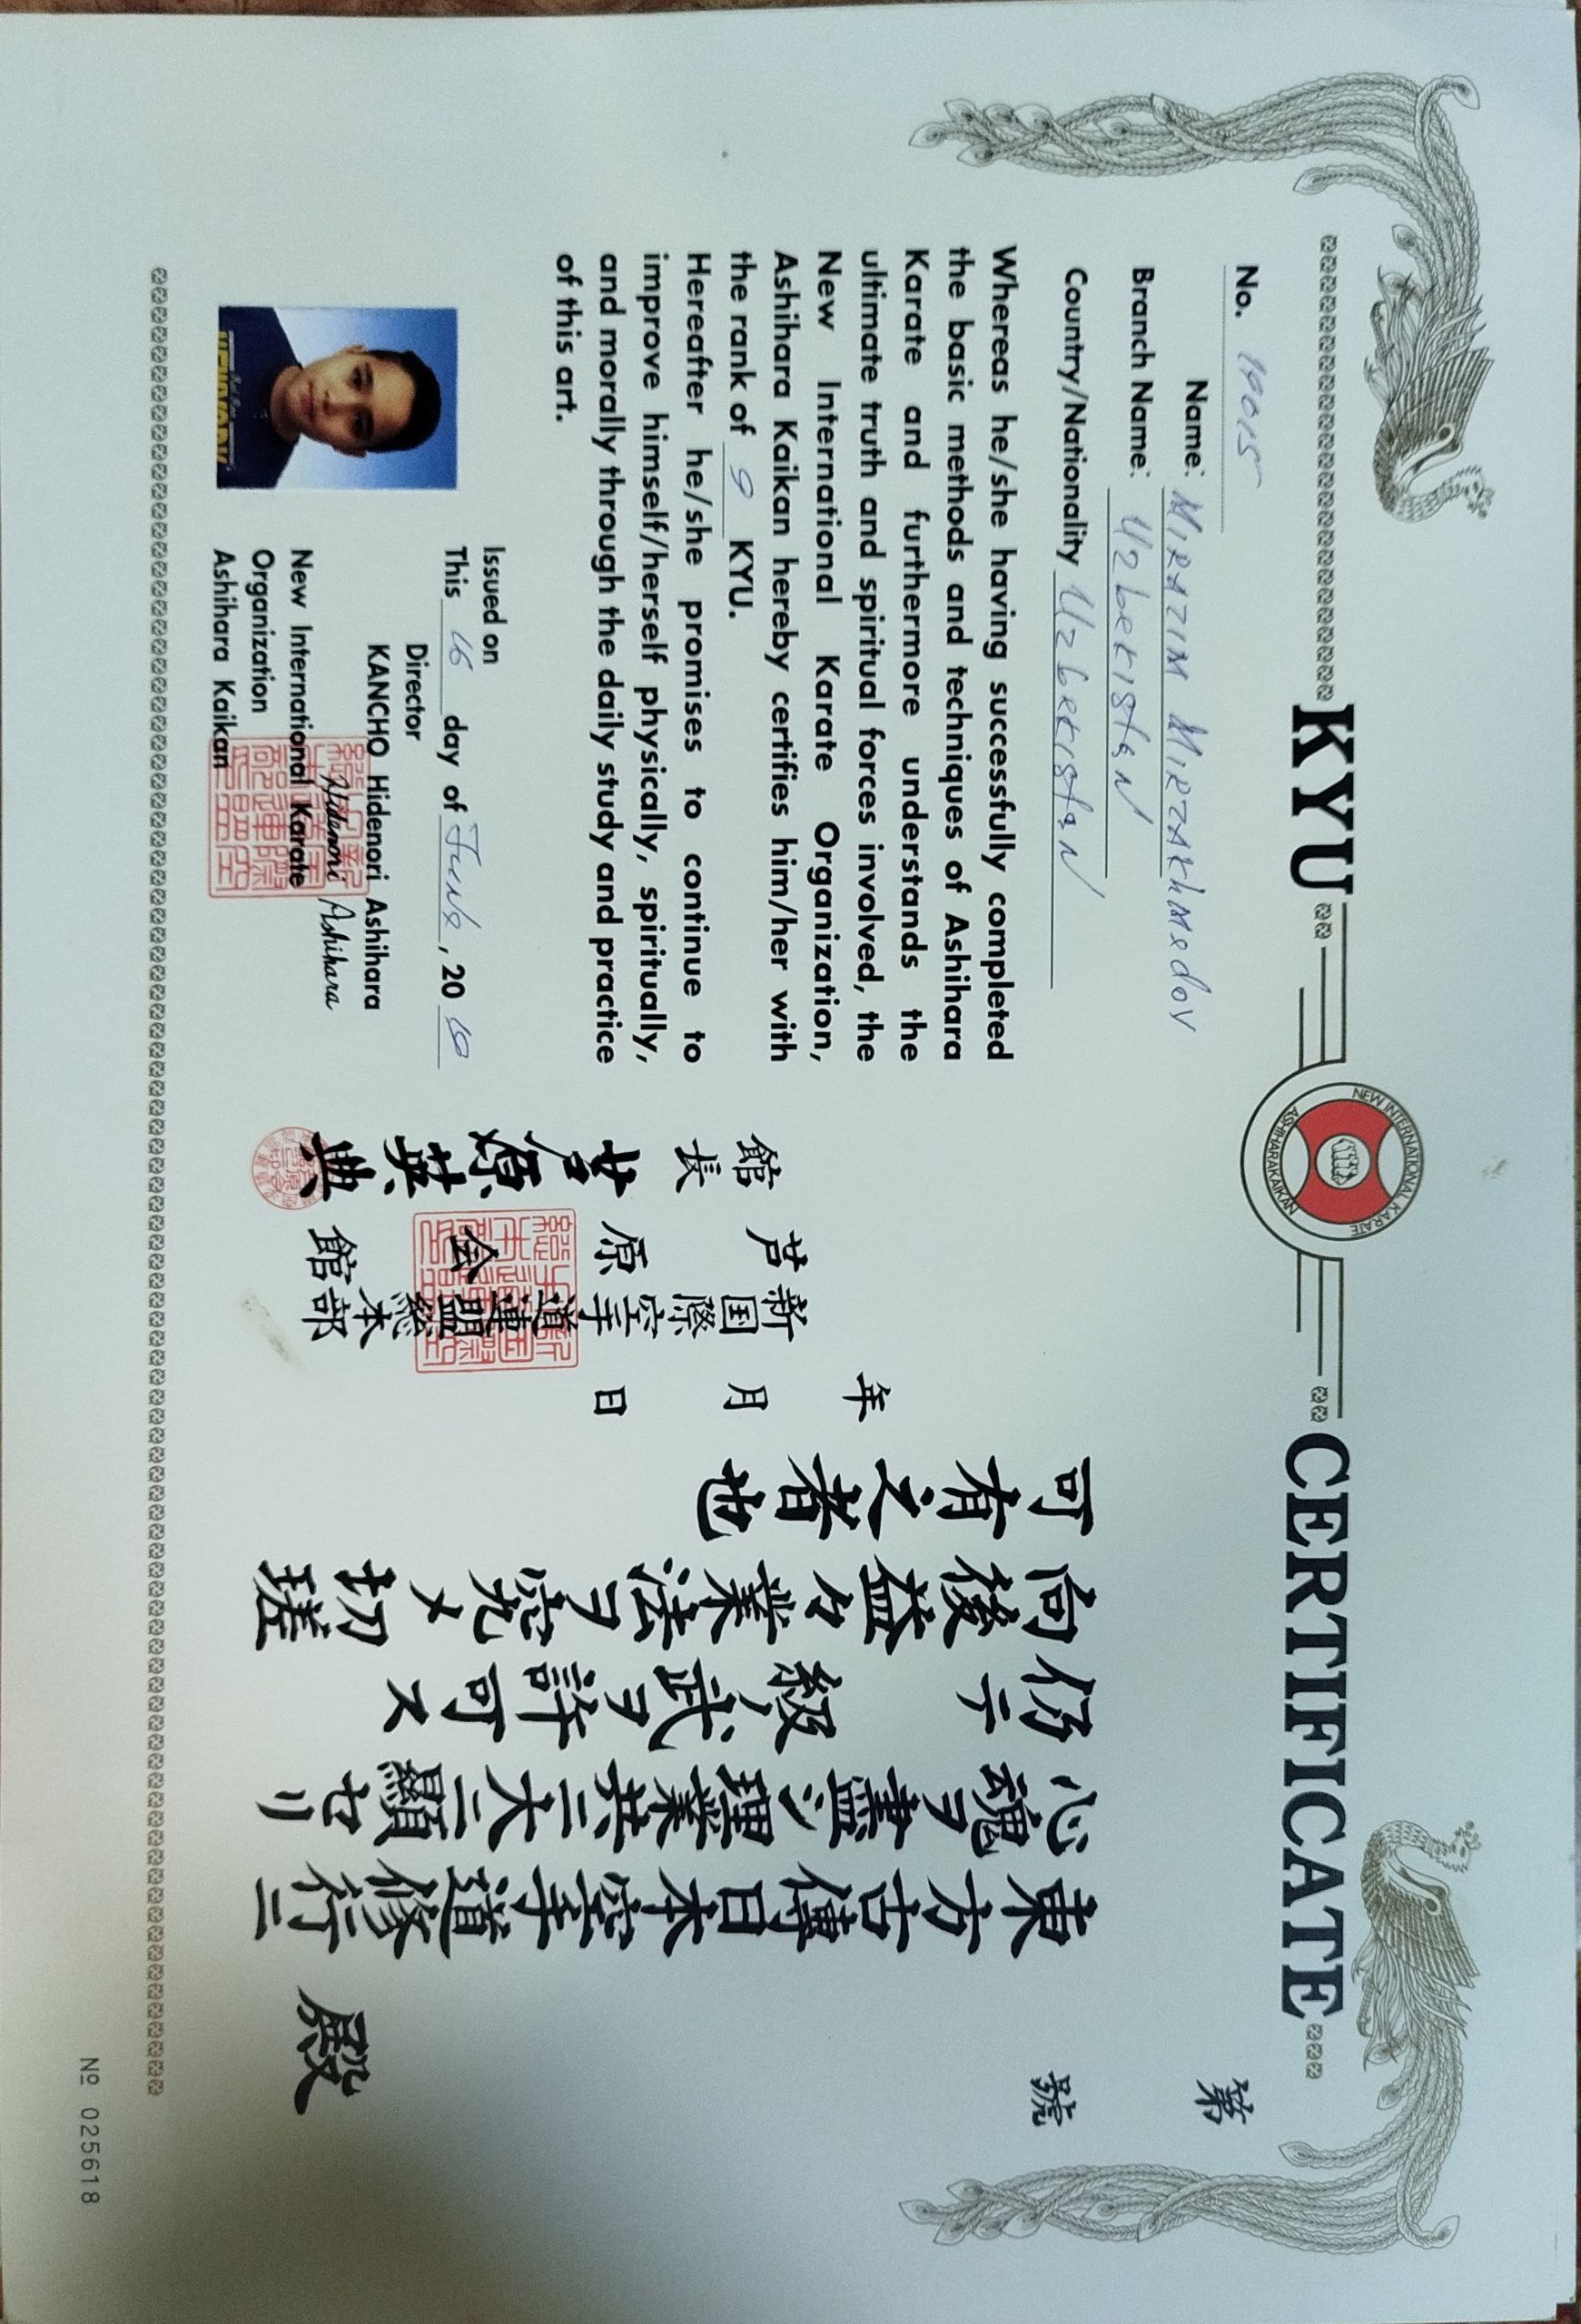 KYU CERTIFICATE
NEW INTERNATIONAL KARATE
ASHIHARAKAIKAN
No. 19015
Name: MIRAZIM MIRZAKhMEdOV
Branch Name: UzbekistaN
Country/Nationality UzbekistaN
Whereas he/she having successfully completed
the basic methods and techniques of Ashihara
Karate and furthermore understands the
ultimate truth and spiritual forces involved, the
New International Karate Organization,
Ashihara Kaikan hereby certifies him/her with
the rank of 9 KYU.
Hereafter he/she promises to continue to
improve himself/herself physically, spiritually,
and morally through the daily study and practice
of this art.
Issued on
This 16 day of June, 20 19
Director
KANCHO Hidenori Ashihara
Hidenori Ashihara
New International Karate
Organization
Ashihara Kaikan
第 號
殿
東方古傳日本空手道修行ニ
心魂ヲ盡シ理業共ニ大ニ顯セリ
仍テ 級ノ武ヲ許可ス
向後益々業法ヲ究メ切瑳
可有之者也
年 月 日
新国際空手道連盟総本部
芦原会館
館長 芦原英典
№ 025618